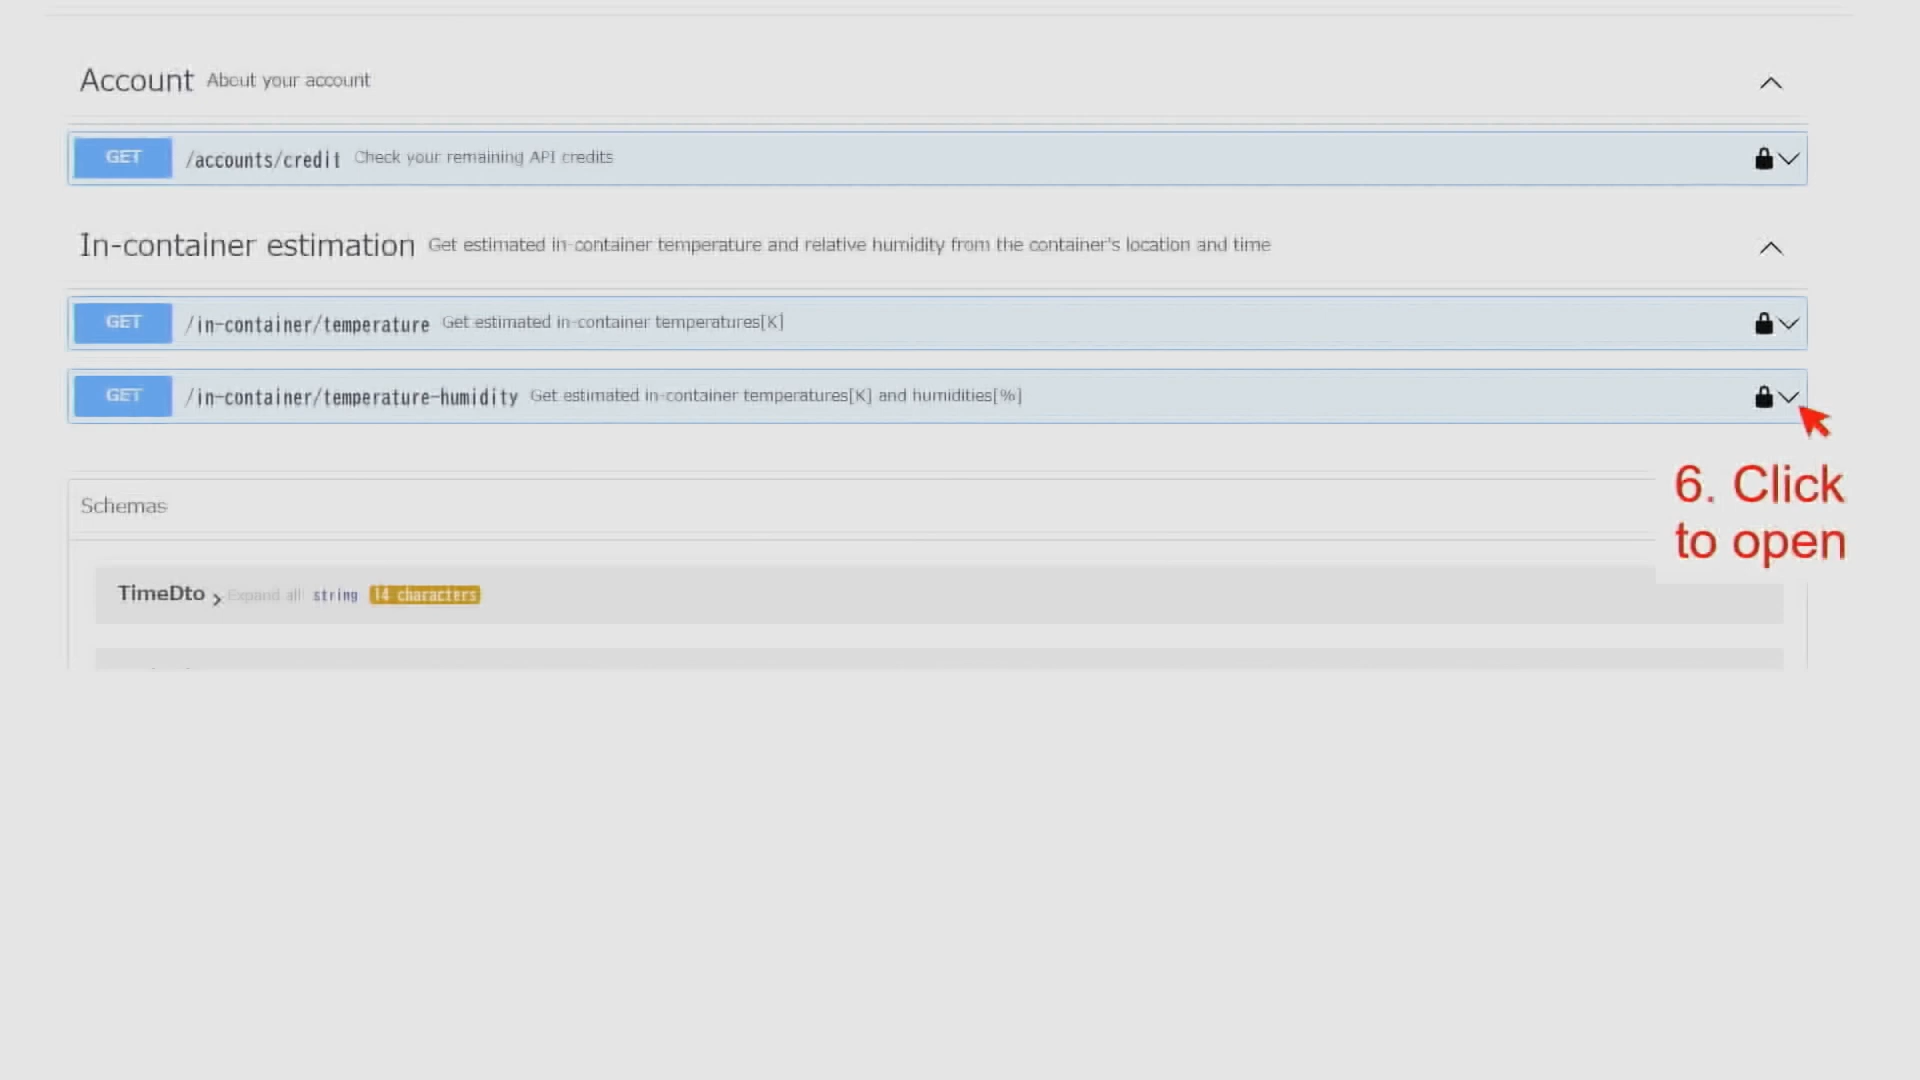 Account About your account
GET /accounts/credit Check your remaining API credits
In-container estimation Get estimated in-container temperature and relative humidity from the container's location and time
GET /in-container/temperature Get estimated in-container temperatures[K]
GET /in-container/temperature-humidity Get estimated in-container temperatures[K] and humidities[%]
6. Click
to open
Schemas
TimeDto Expand all string 14 characters